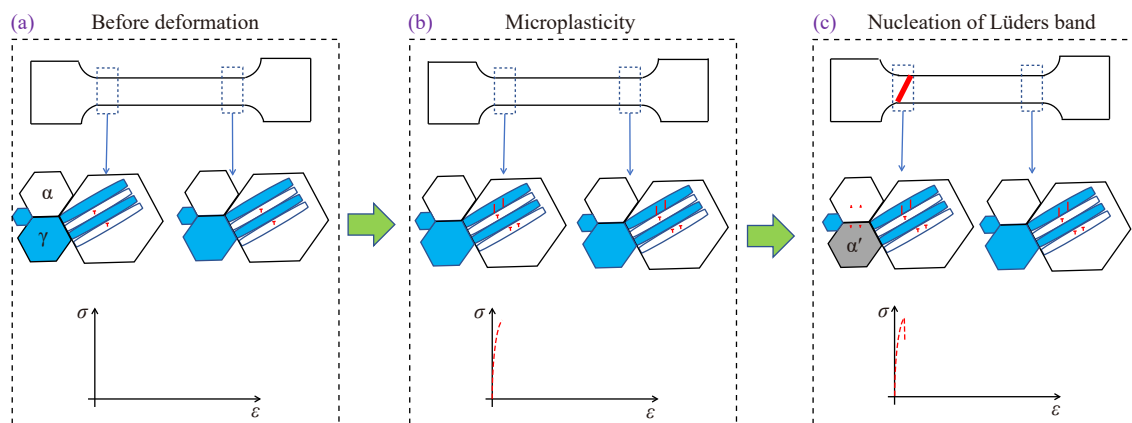 (a) Before deformation
(b) Microplasticity
(c) Nucleation of Lüders band
α
γ
α′
σ
ε
σ
ε
σ
ε